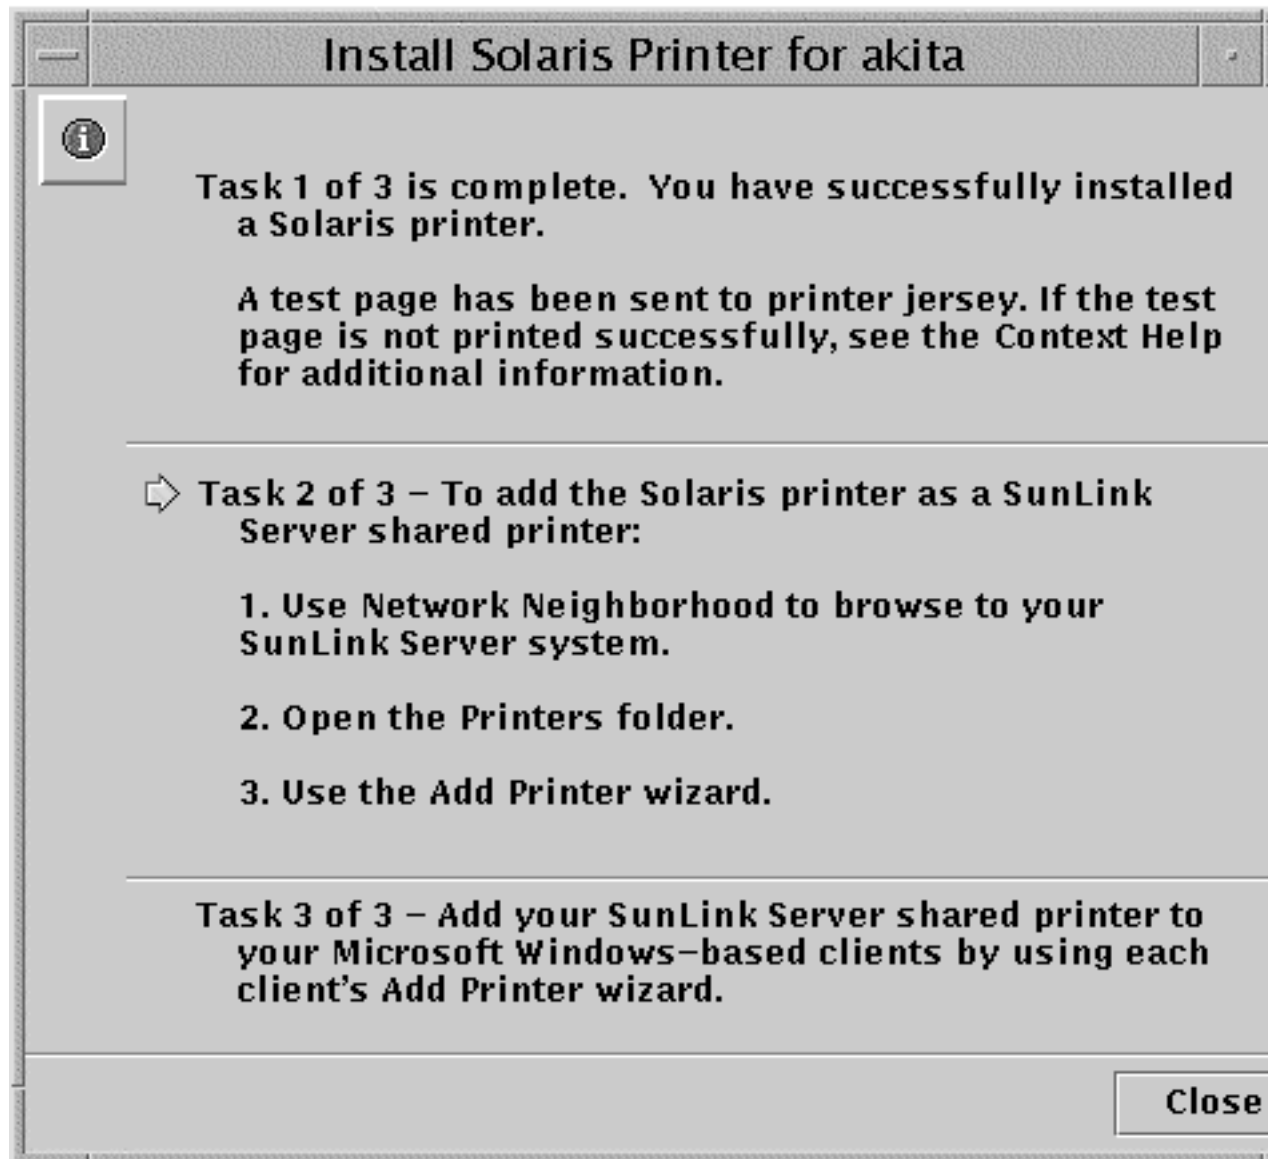 Install Solaris Printer for akita
Task 1 of 3 is complete. You have successfully installed
a Solaris printer.
A test page has been sent to printer jersey. If the test
page is not printed successfully, see the Context Help
for additional information.
Task 2 of 3 – To add the Solaris printer as a SunLink
Server shared printer:
1. Use Network Neighborhood to browse to your
SunLink Server system.
2. Open the Printers folder.
3. Use the Add Printer wizard.
Task 3 of 3 – Add your SunLink Server shared printer to
your Microsoft Windows–based clients by using each
client's Add Printer wizard.
Close